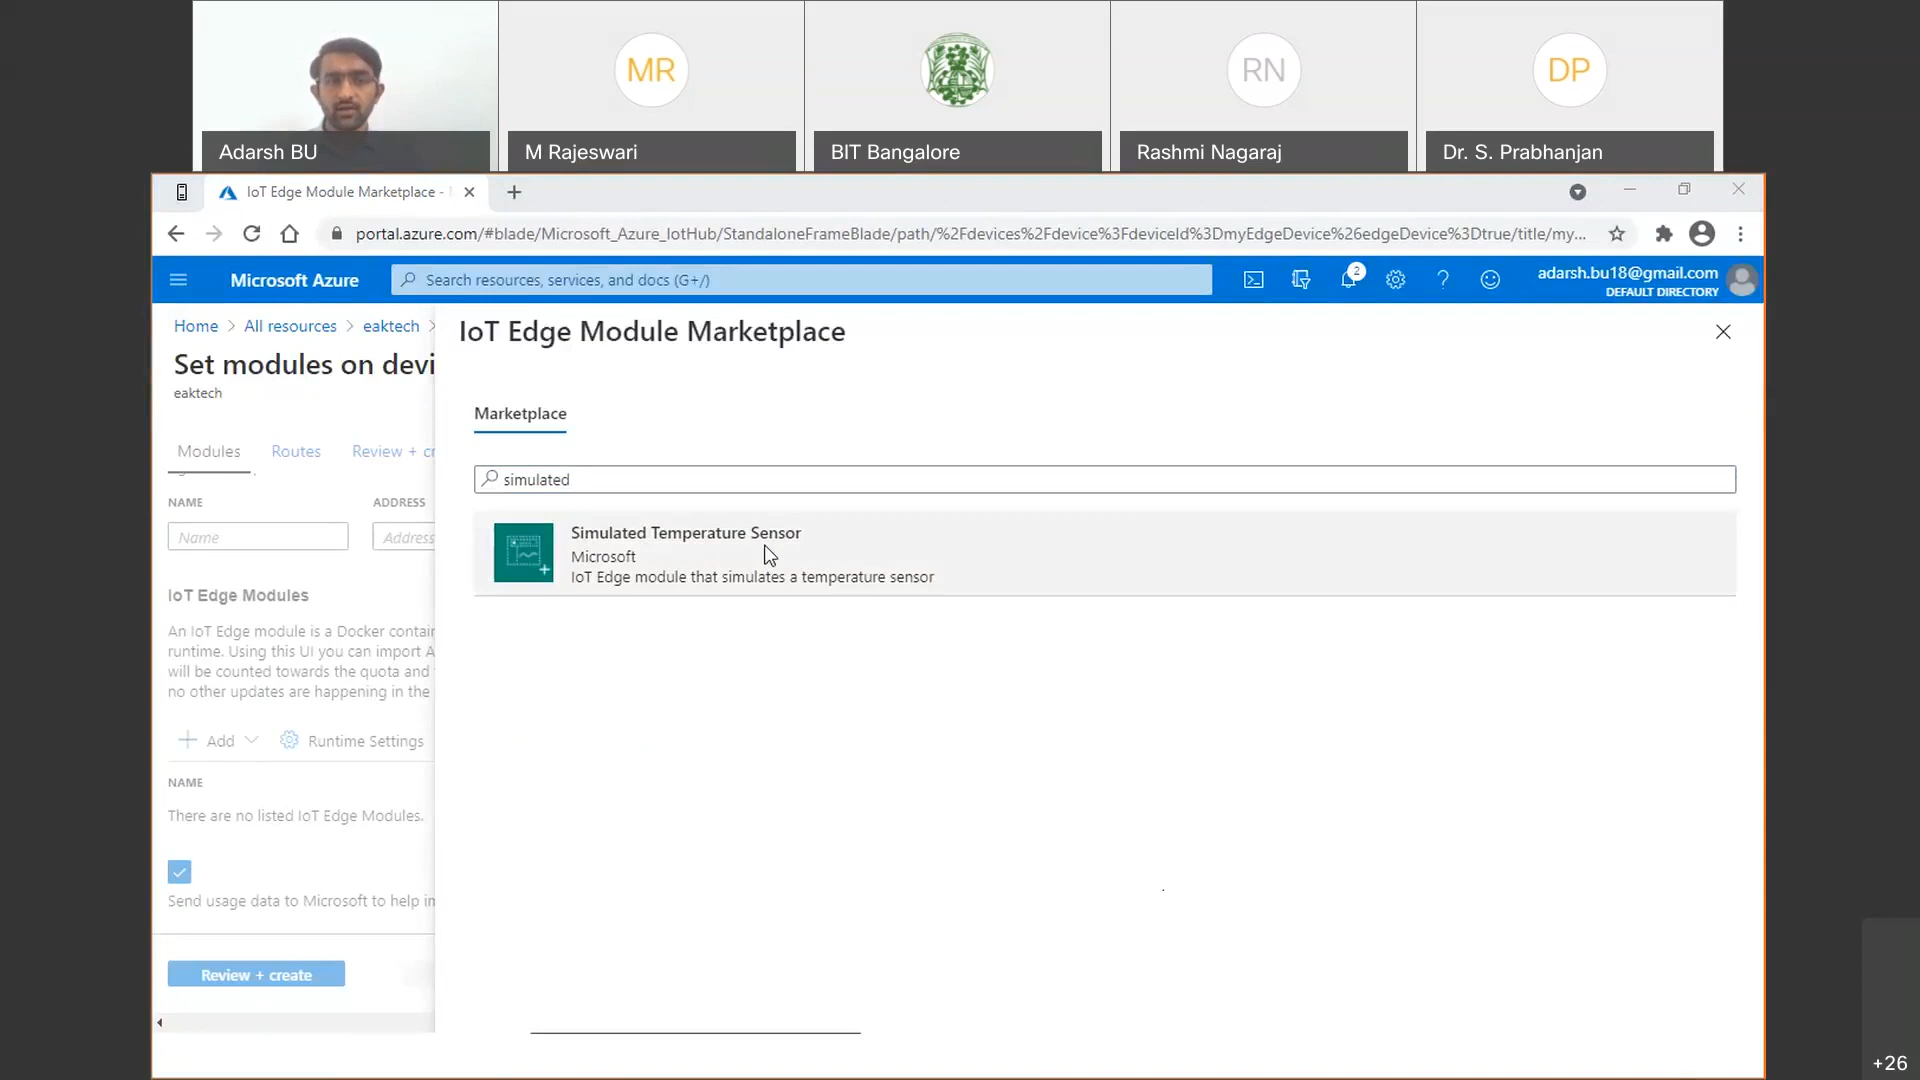 MR
RN
DP
Adarsh BU
M Rajeswari
BIT Bangalore
Rashmi Nagaraj
Dr. S. Prabhanjan
IoT Edge Module Marketplace -
portal.azure.com/#blade/Microsoft_Azure_IotHub/StandaloneFrameBlade/path/%2Fdevices%2Fdevice%3FdeviceId%3DmyEdgeDevice%26edgeDevice%3Dtrue/title/my...
Microsoft Azure
Search resources, services, and docs (G+/)
2
adarsh.bu18@gmail.com
DEFAULT DIRECTORY
Home > All resources > eaktech >
Set modules on devi
eaktech
Modules
Routes
Review + cr
NAME
ADDRESS
Name
Address
IoT Edge Modules
An IoT Edge module is a Docker contain
runtime. Using this UI you can import A
will be counted towards the quota and
no other updates are happening in the
Add
Runtime Settings
NAME
There are no listed IoT Edge Modules.
Send usage data to Microsoft to help im
Review + create
IoT Edge Module Marketplace
Marketplace
simulated
Simulated Temperature Sensor
Microsoft
IoT Edge module that simulates a temperature sensor
+26